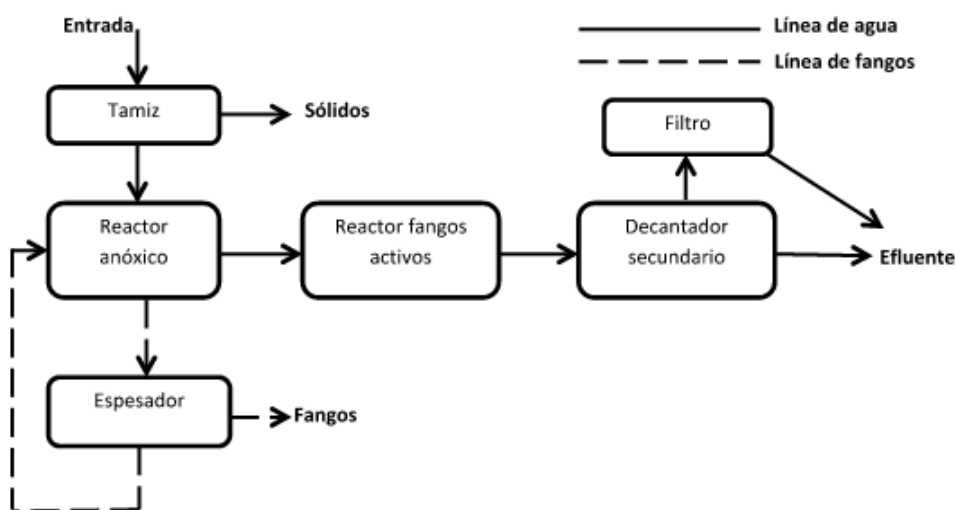 Entrada
Línea de agua
Línea de fangos
Tamiz
Sólidos
Filtro
Reactor
anóxico
Reactor fangos
activos
Decantador
secundario
Efluente
Espesador
Fangos